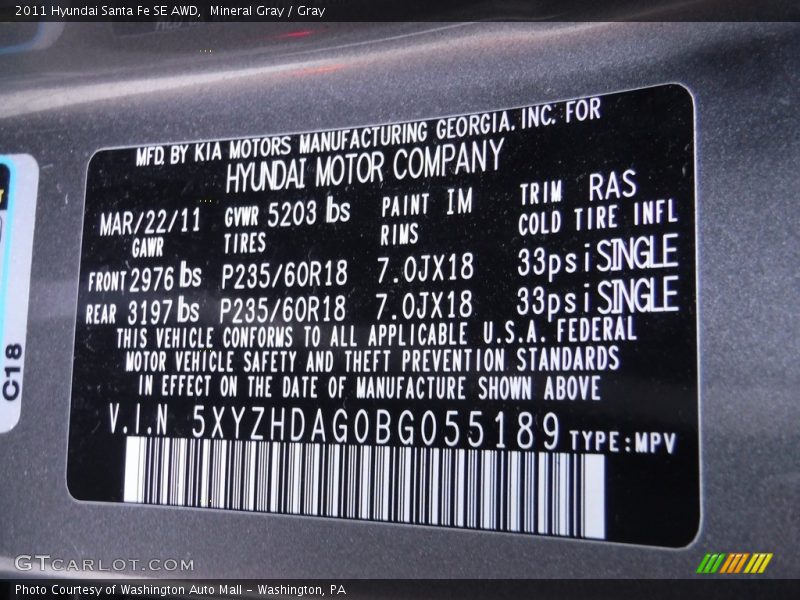 2011 Hyundai Santa Fe SE AWD, Mineral Gray / Gray
MFD. BY KIA MOTORS MANUFACTURING GEORGIA. INC. FOR
HYUNDAI MOTOR COMPANY
MAR/22/11 GVWR 5203 lbs PAINT IM TRIM RAS
GAWR TIRES RIMS COLD TIRE INFL
FRONT 2976 lbs P235/60R18 7.0JX18 33psi SINGLE
REAR 3197 lbs P235/60R18 7.0JX18 33psi SINGLE
THIS VEHICLE CONFORMS TO ALL APPLICABLE U.S.A. FEDERAL
MOTOR VEHICLE SAFETY AND THEFT PREVENTION STANDARDS
IN EFFECT ON THE DATE OF MANUFACTURE SHOWN ABOVE
V.I.N 5XYZHDAG0BG055189 TYPE:MPV
C18
GTCARLOT.COM
Photo Courtesy of Washington Auto Mall - Washington, PA